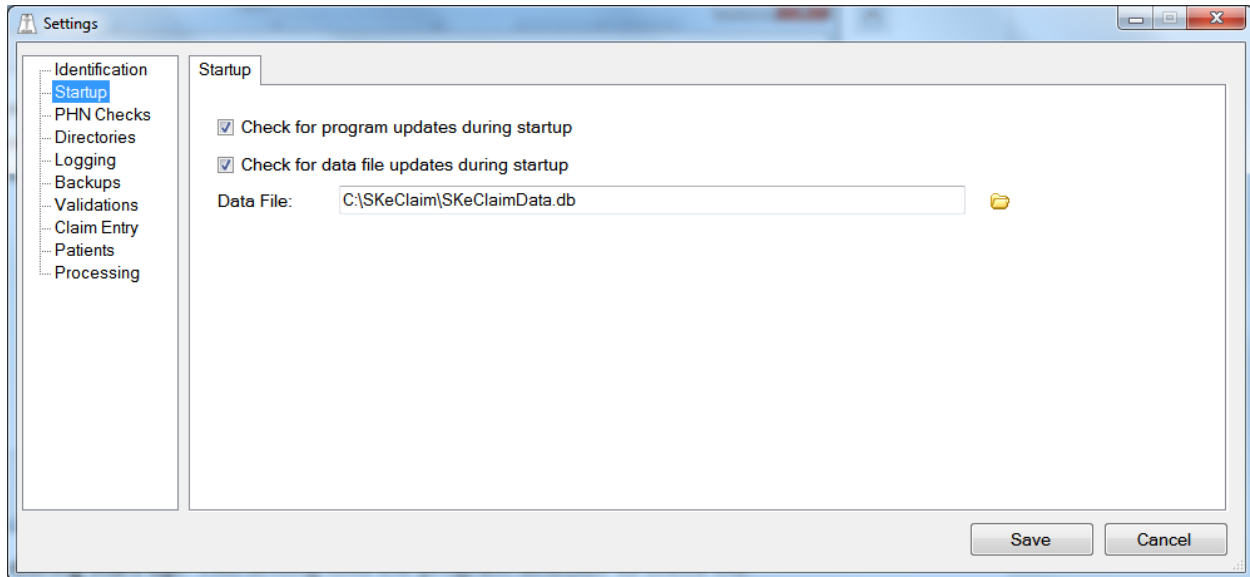 Settings
Identification
Startup
PHN Checks
Directories
Logging
Backups
Validations
Claim Entry
Patients
Processing
Startup
Check for program updates during startup
Check for data file updates during startup
Data File: C:\SKeClaim\SKeClaimData.db
Save Cancel